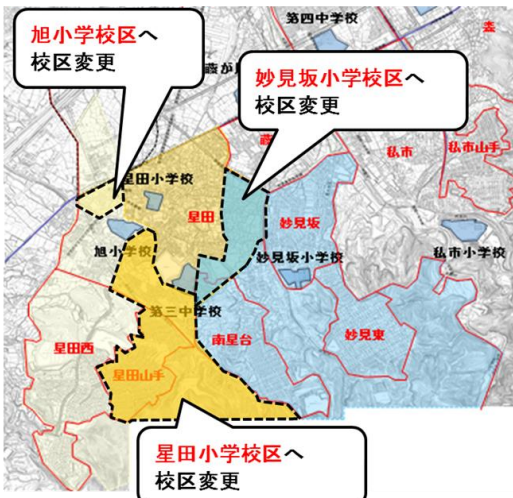 第四中学校
旭小学校区へ
校区変更
妙見坂小学校区へ
校区変更
私市
私市山手
星田小学校
星田
妙見坂
旭小学校
妙見坂小学校
私市小学校
第三中学校
星田西
南星台
妙見東
星田山手
星田小学校区へ
校区変更